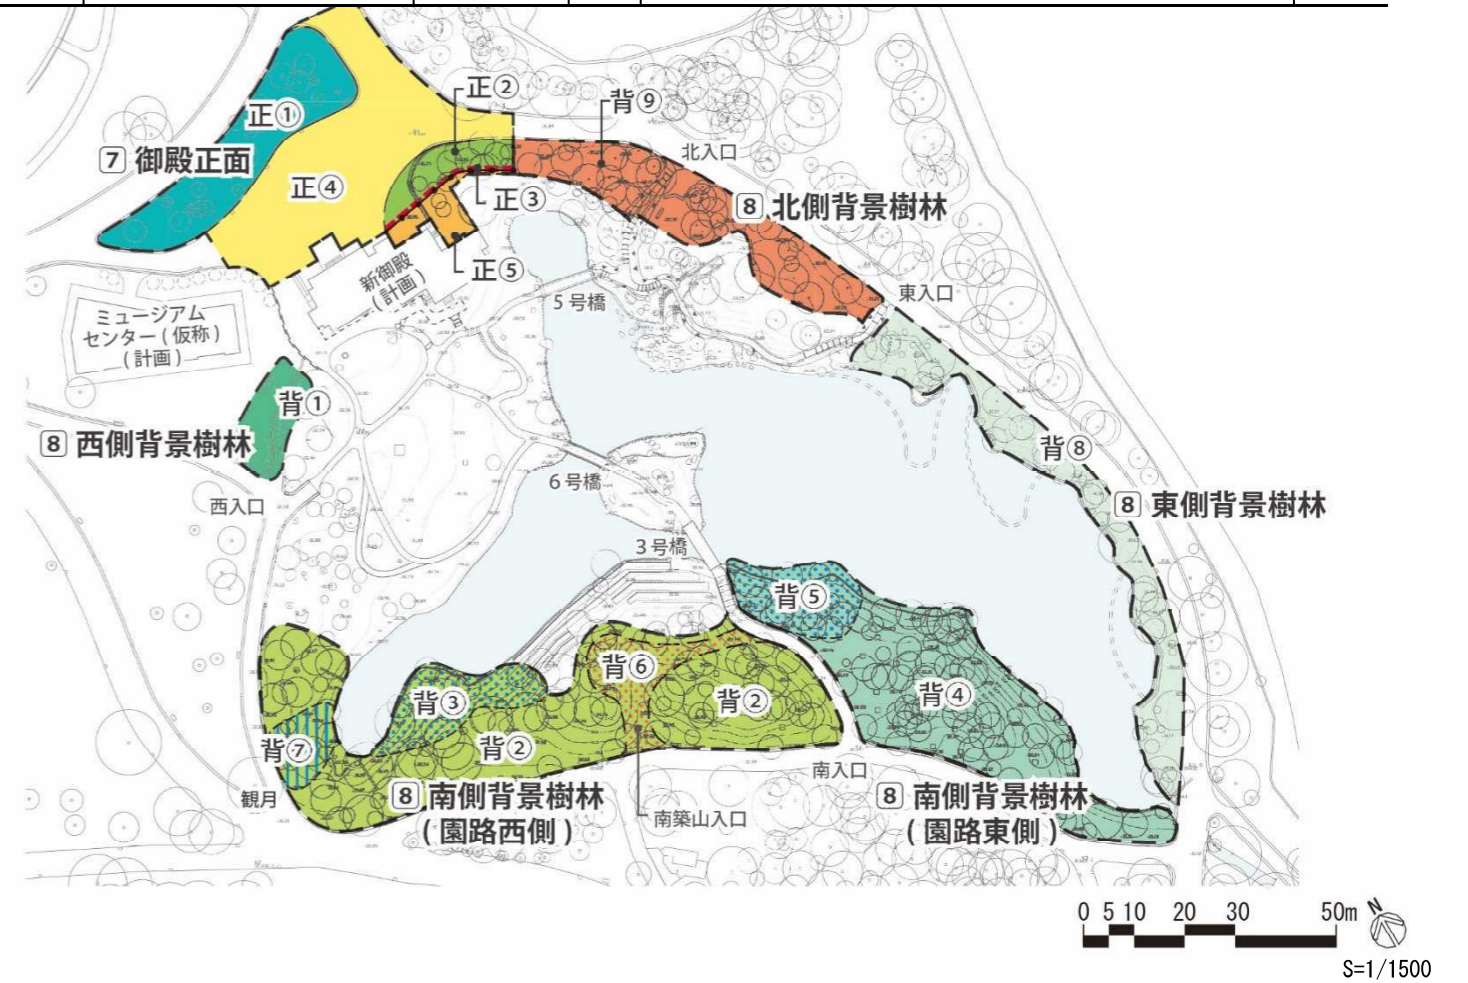 正②
背⑨
正①
北入口
7 御殿正面
正④
正③
8 北側背景樹林
正⑤
新御殿
(計画)
東入口
5号橋
ミュージアム
センター(仮称)
(計画)
背①
8 西側背景樹林
背⑧
6号橋
西入口
8 東側背景樹林
3号橋
背⑤
背⑥
背③
背②
背④
背②
背⑦
南入口
観月
8 南側背景樹林
(園路西側)
南築山入口
8 南側背景樹林
(園路東側)
0 5 10 20 30 50m
N
S=1/1500